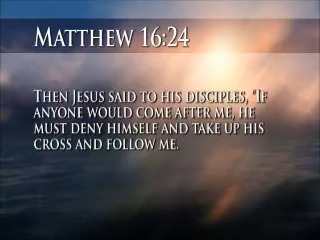 Matthew 16:24
Then Jesus said to his disciples, "If
anyone would come after me, he
must deny himself and take up his
cross and follow me.